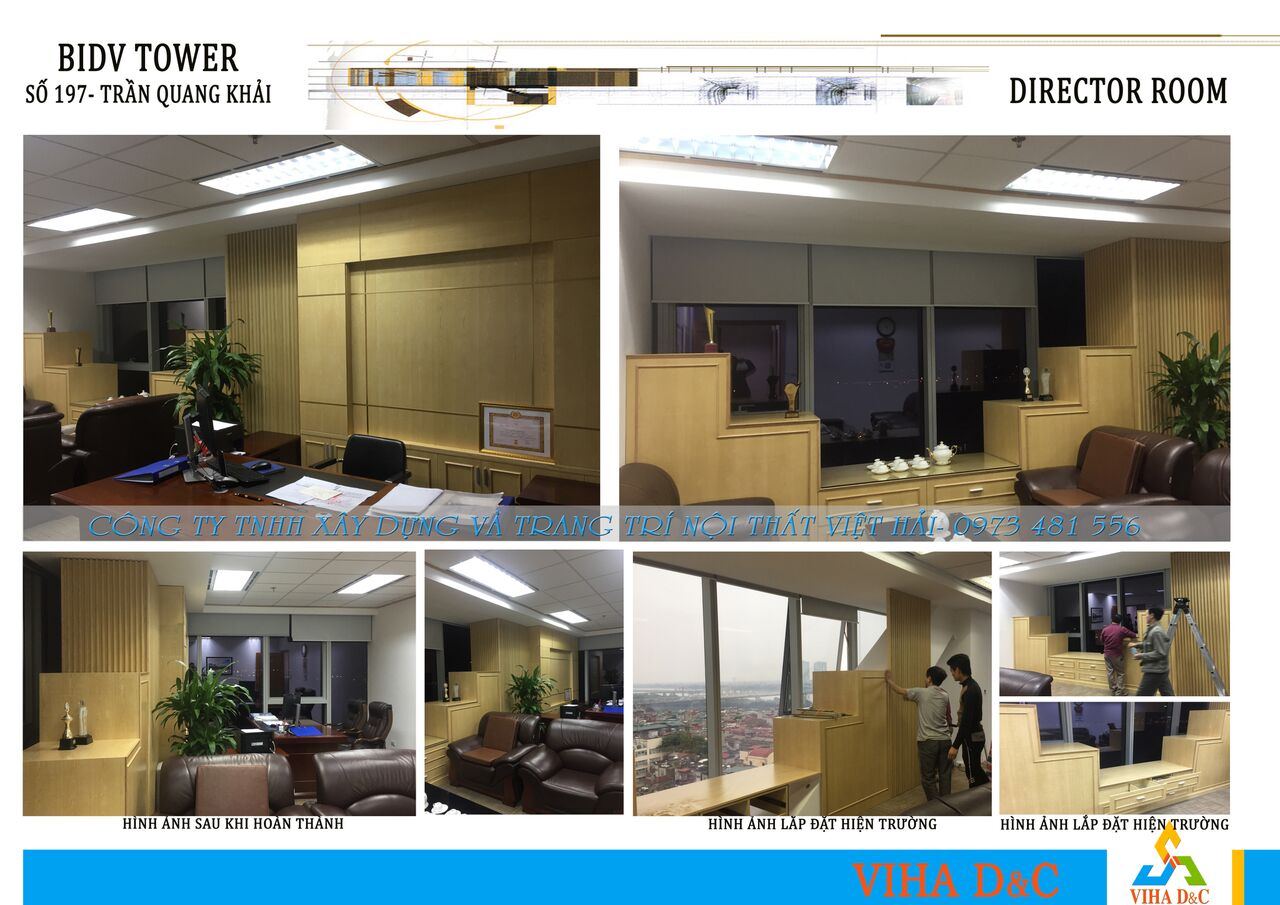 BIDV TOWER
SỐ 197- TRẦN QUANG KHẢI
DIRECTOR ROOM
CÔNG TY TNHH XÂY DỰNG VÀ TRANG TRÍ NỘI THẤT VIỆT HẢI- 0973 481 556
HÌNH ẢNH SAU KHI HOÀN THÀNH
HÌNH ẢNH LẮP ĐẶT HIỆN TRƯỜNG
HÌNH ẢNH LẮP ĐẶT HIỆN TRƯỜNG
VIHA D&C
VIHA D&C